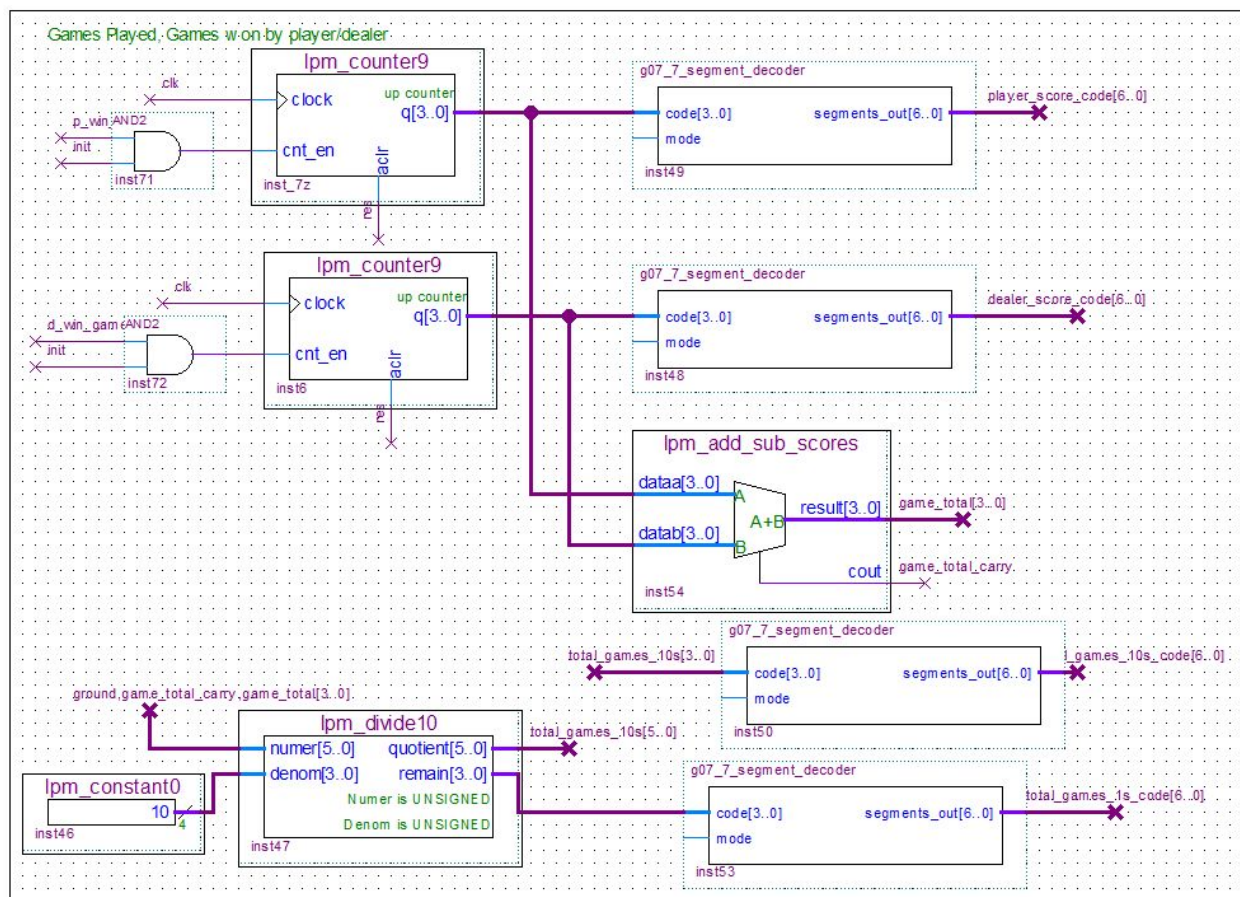 Games Played, Games won by player/dealer
lpm_counter9
clk
clock
up counter
q[3..0]
p_win
AND2
init
cnt_en
aclr
inst71
inst_7z
res
g07_7_segment_decoder
code[3..0]
segments_out[6..0]
mode
inst49
player_score_code[6..0]
lpm_counter9
clk
clock
up counter
q[3..0]
d_win_game
AND2
init
cnt_en
aclr
inst72
inst6
res
g07_7_segment_decoder
code[3..0]
segments_out[6..0]
mode
inst48
dealer_score_code[6..0]
lpm_add_sub_scores
dataa[3..0]
A
result[3..0]
A+B
datab[3..0]
B
cout
inst54
game_total[3..0]
game_total_carry
g07_7_segment_decoder
total_games_10s[3..0]
code[3..0]
segments_out[6..0]
mode
inst50
l_games_10s_code[6..0]
ground,game_total_carry,game_total[3..0]
lpm_divide10
numer[5..0]
quotient[5..0]
denom[3..0]
remain[3..0]
Numer is UNSIGNED
Denom is UNSIGNED
inst47
total_games_10s[5..0]
lpm_constant0
10
4
inst46
g07_7_segment_decoder
code[3..0]
segments_out[6..0]
mode
inst53
total_games_1s_code[6..0]